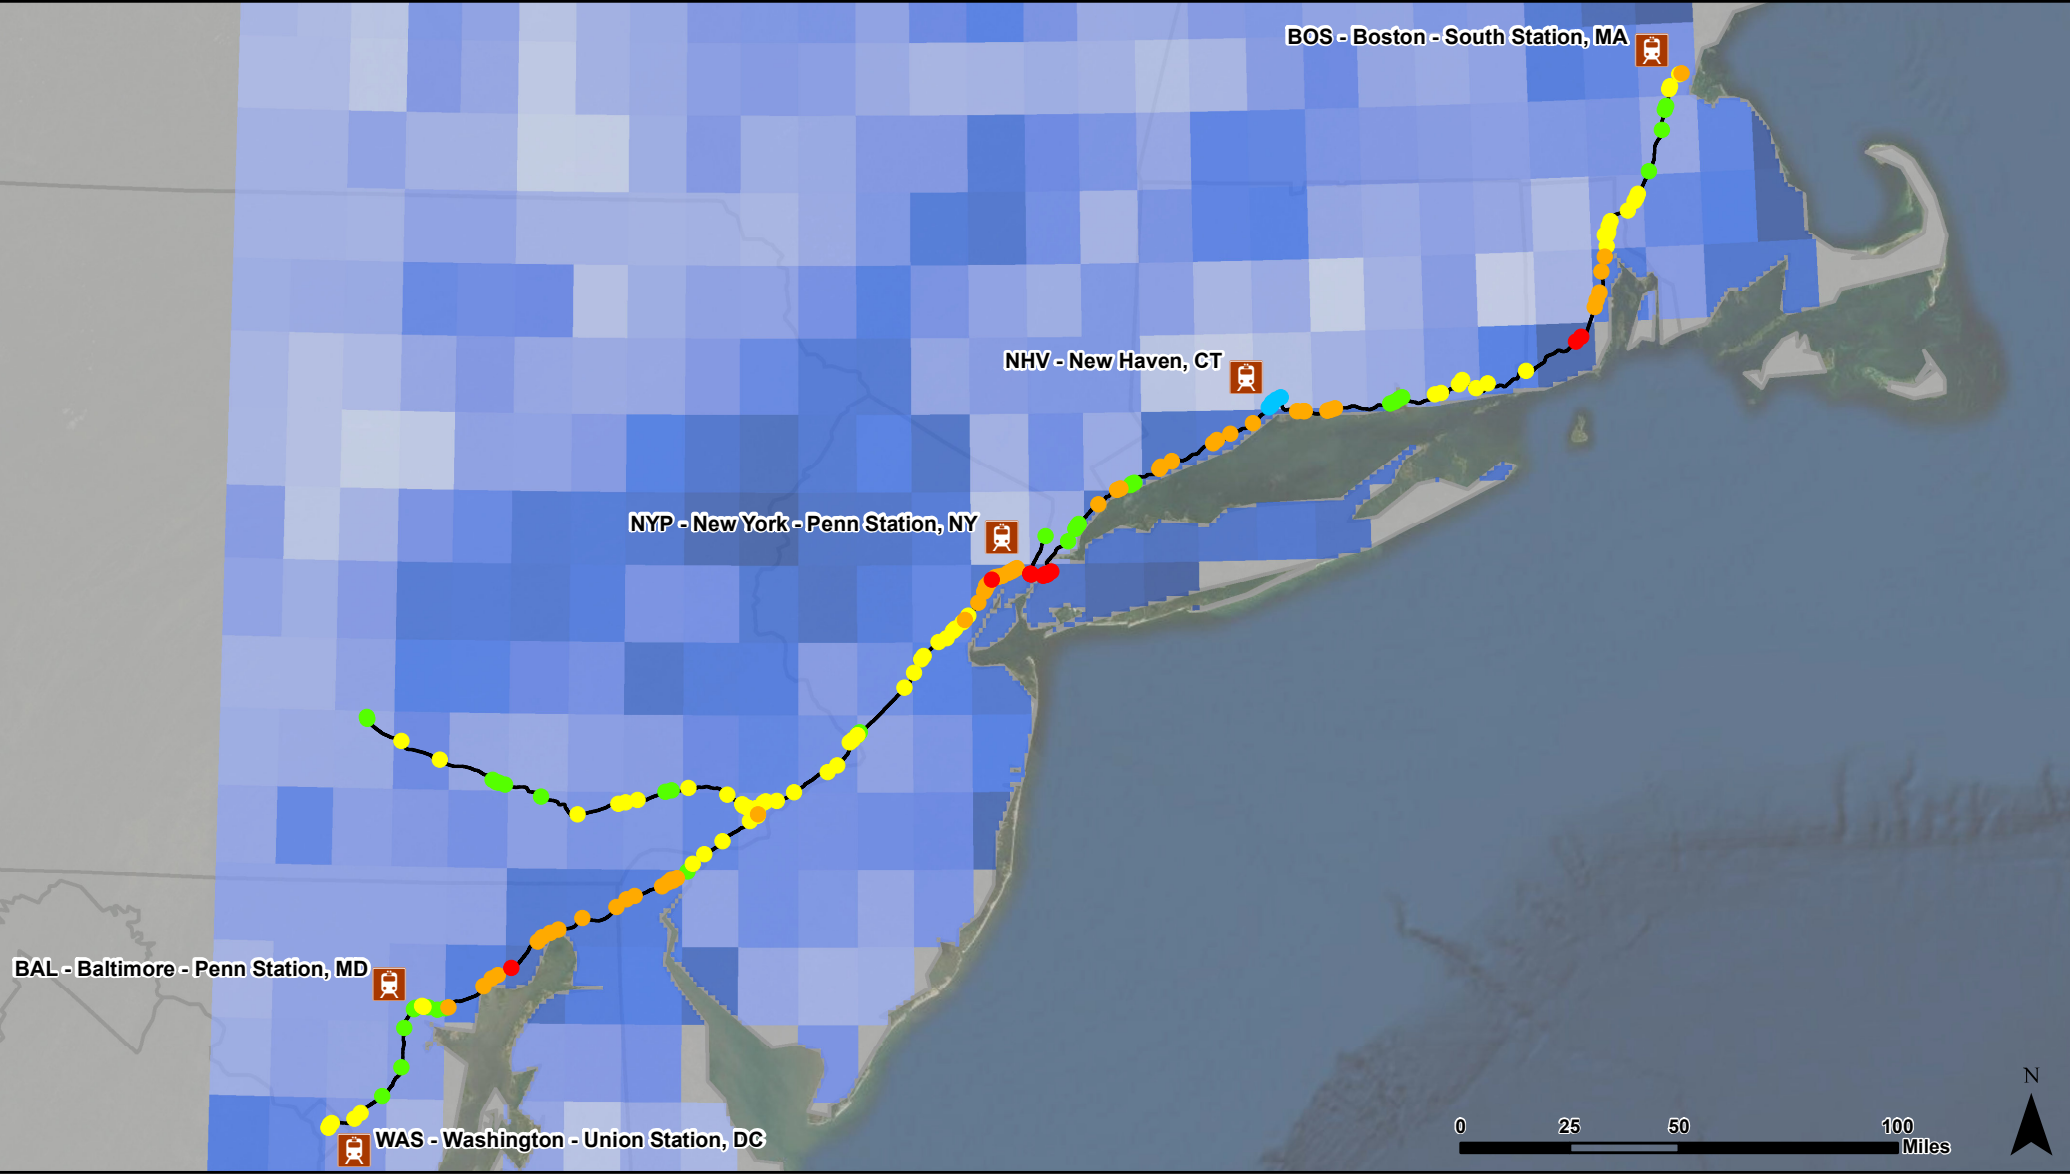 BOS - Boston - South Station, MA
NHV - New Haven, CT
NYP - New York - Penn Station, NY
BAL - Baltimore - Penn Station, MD
WAS - Washington - Union Station, DC
N
0 25 50 100
Miles